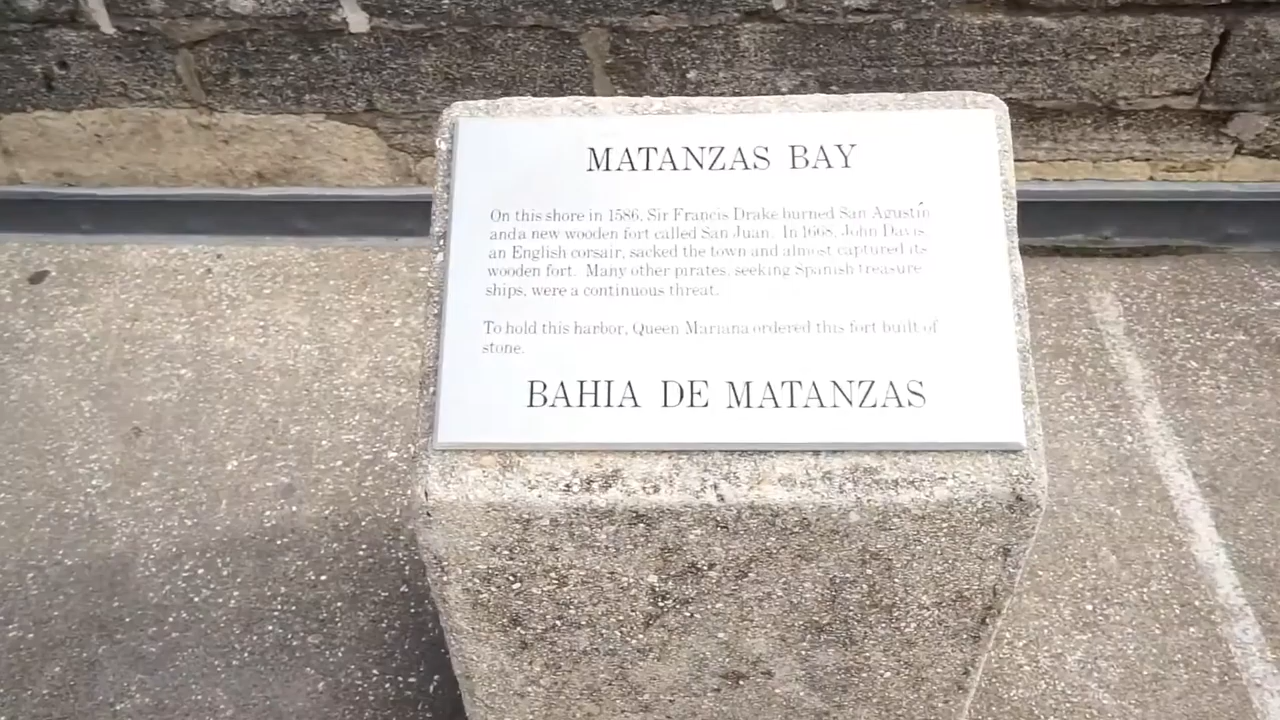 MATANZAS BAY
On this shore in 1586, Sir Francis Drake burned San Agustín
and a new wooden fort called San Juan. In 1668, John Davis,
an English corsair, sacked the town and almost captured its
wooden fort. Many other pirates, seeking Spanish treasure
ships, were a continuous threat.
To hold this harbor, Queen Mariana ordered this fort built of
stone.
BAHIA DE MATANZAS